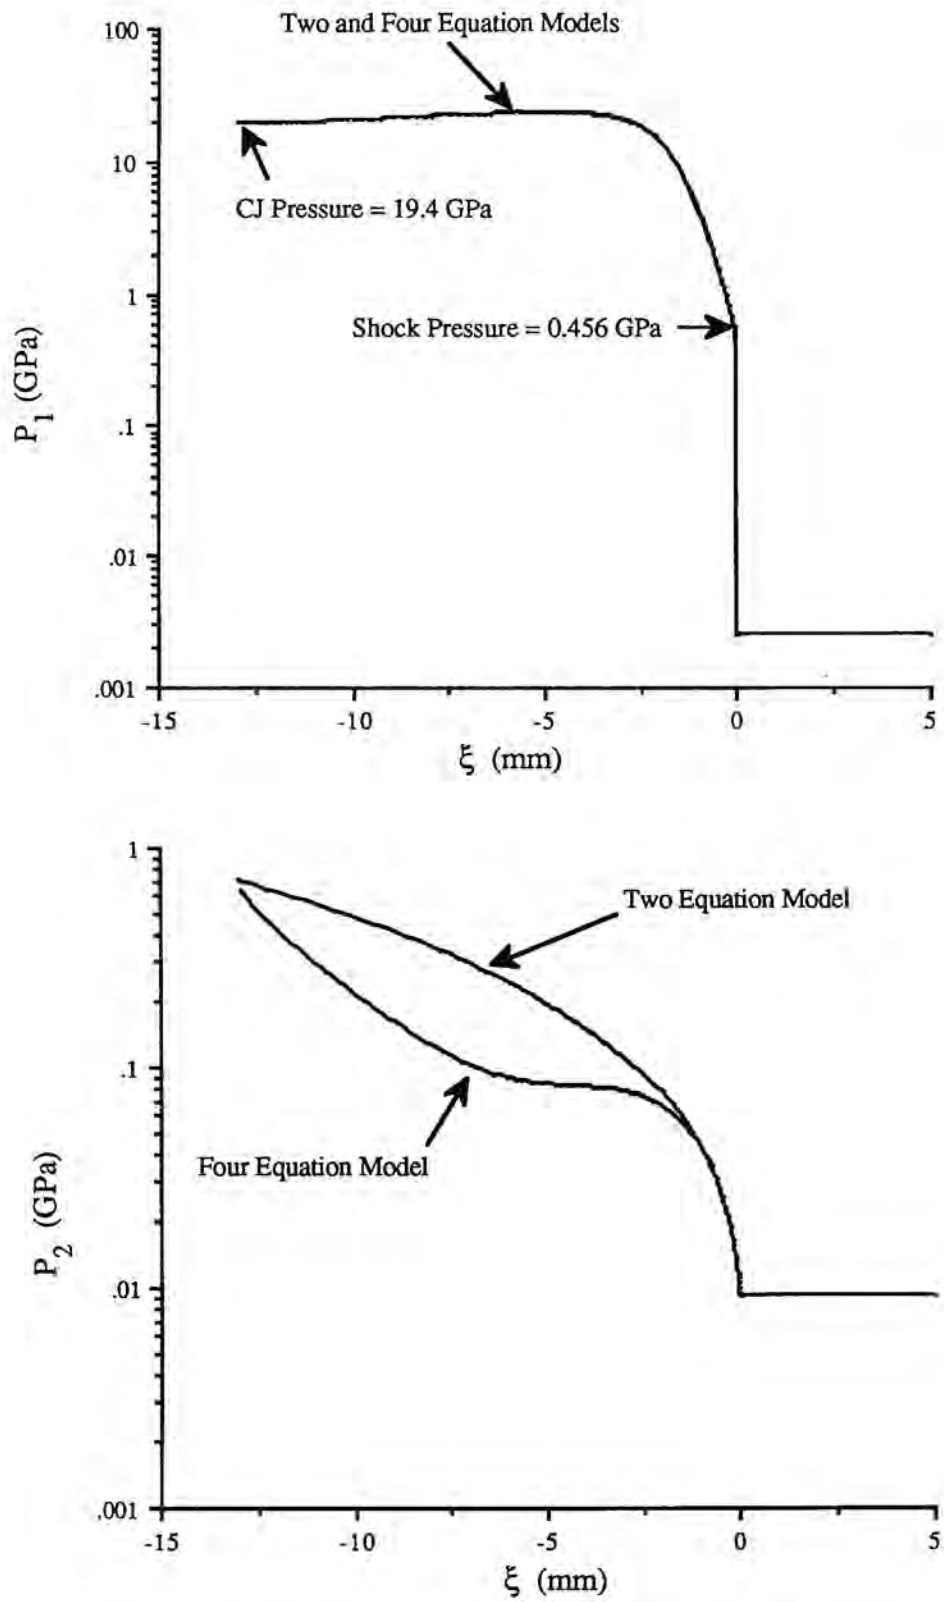 Two and Four Equation Models
100
10
1
.1
.01
.001
CJ Pressure = 19.4 GPa
Shock Pressure = 0.456 GPa
P1 (GPa)
-15
-10
-5
0
5
ξ (mm)
1
.1
.01
.001
Two Equation Model
Four Equation Model
P2 (GPa)
-15
-10
-5
0
5
ξ (mm)